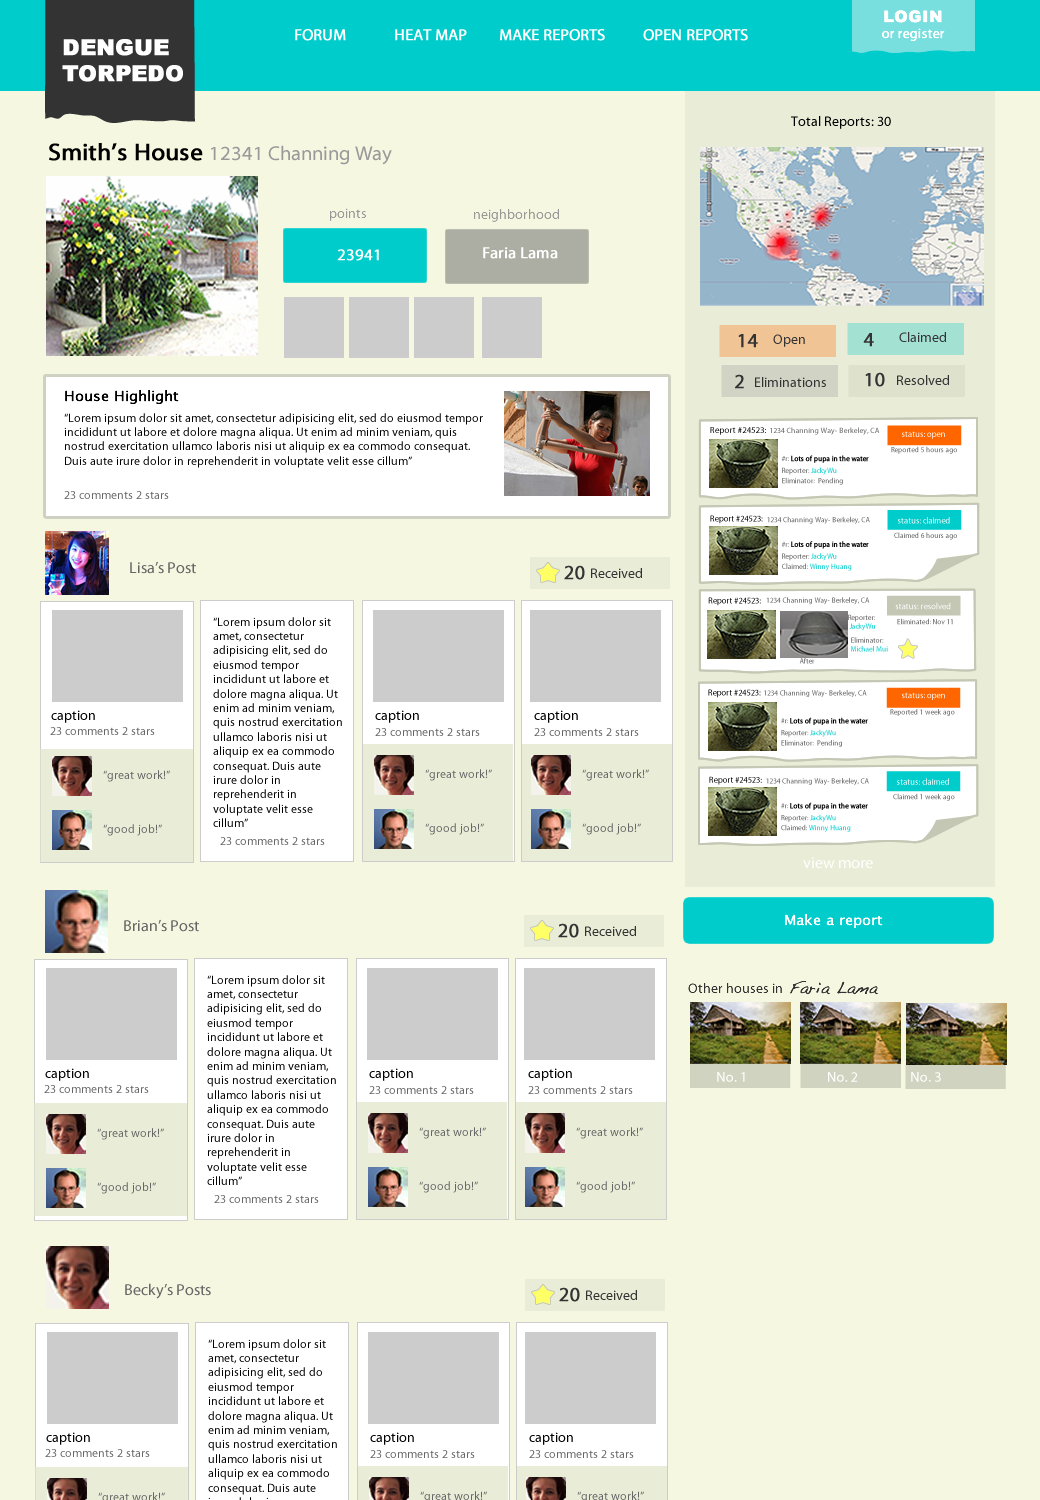 DENGUE
TORPEDO
FORUM
HEAT MAP
MAKE REPORTS
OPEN REPORTS
LOGIN
or register
Smith's House 12341 Channing Way
points
neighborhood
23941
Faria Lama
House Highlight
“Lorem ipsum dolor sit amet, consectetur adipisicing elit, sed do eiusmod tempor
incididunt ut labore et dolore magna aliqua. Ut enim ad minim veniam, quis
nostrud exercitation ullamco laboris nisi ut aliquip ex ea commodo consequat.
Duis aute irure dolor in reprehenderit in voluptate velit esse cillum”
23 comments 2 stars
Lisa's Post
20 Received
caption
23 comments 2 stars
“great work!”
“good job!”
“Lorem ipsum dolor sit
amet, consectetur
adipisicing elit, sed do
eiusmod tempor
incididunt ut labore et
dolore magna aliqua. Ut
enim ad minim veniam,
quis nostrud exercitation
ullamco laboris nisi ut
aliquip ex ea commodo
consequat. Duis aute
irure dolor in
reprehenderit in
voluptate velit esse
cillum”
23 comments 2 stars
caption
23 comments 2 stars
“great work!”
“good job!”
caption
23 comments 2 stars
“great work!”
“good job!”
Brian's Post
20 Received
caption
23 comments 2 stars
“great work!”
“good job!”
“Lorem ipsum dolor sit
amet, consectetur
adipisicing elit, sed do
eiusmod tempor
incididunt ut labore et
dolore magna aliqua. Ut
enim ad minim veniam,
quis nostrud exercitation
ullamco laboris nisi ut
aliquip ex ea commodo
consequat. Duis aute
irure dolor in
reprehenderit in
voluptate velit esse
cillum”
23 comments 2 stars
caption
23 comments 2 stars
“great work!”
“good job!”
caption
23 comments 2 stars
“great work!”
“good job!”
Becky's Posts
20 Received
caption
23 comments 2 stars
“great work!”
“Lorem ipsum dolor sit
amet, consectetur
adipisicing elit, sed do
eiusmod tempor
incididunt ut labore et
dolore magna aliqua. Ut
enim ad minim veniam,
quis nostrud exercitation
ullamco laboris nisi ut
aliquip ex ea commodo
consequat. Duis aute
caption
23 comments 2 stars
“great work!”
caption
23 comments 2 stars
“great work!”
Total Reports: 30
14 Open
4 Claimed
2 Eliminations
10 Resolved
Report #24523: 1234 Channing Way- Berkeley, CA
status: open
Reported 5 hours ago
#r: Lots of pupa in the water
Reporter: JackyWu
Eliminator: Pending
Report #24523: 1234 Channing Way- Berkeley, CA
status: claimed
Claimed 6 hours ago
#r: Lots of pupa in the water
Reporter: JackyWu
Claimed: Winny Huang
Report #24523: 1234 Channing Way- Berkeley, CA
status: resolved
Eliminated: Nov 11
Reporter:
JackyWu
Eliminator:
Michael Mui
After
Report #24523: 1234 Channing Way- Berkeley, CA
status: open
Reported 1 week ago
#r: Lots of pupa in the water
Reporter: JackyWu
Eliminator: Pending
Report #24523: 1234 Channing Way- Berkeley, CA
status: claimed
Claimed 1 week ago
#r: Lots of pupa in the water
Reporter: JackyWu
Claimed: Winny Huang
view more
Make a report
Other houses in Faria Lama
No. 1
No. 2
No. 3